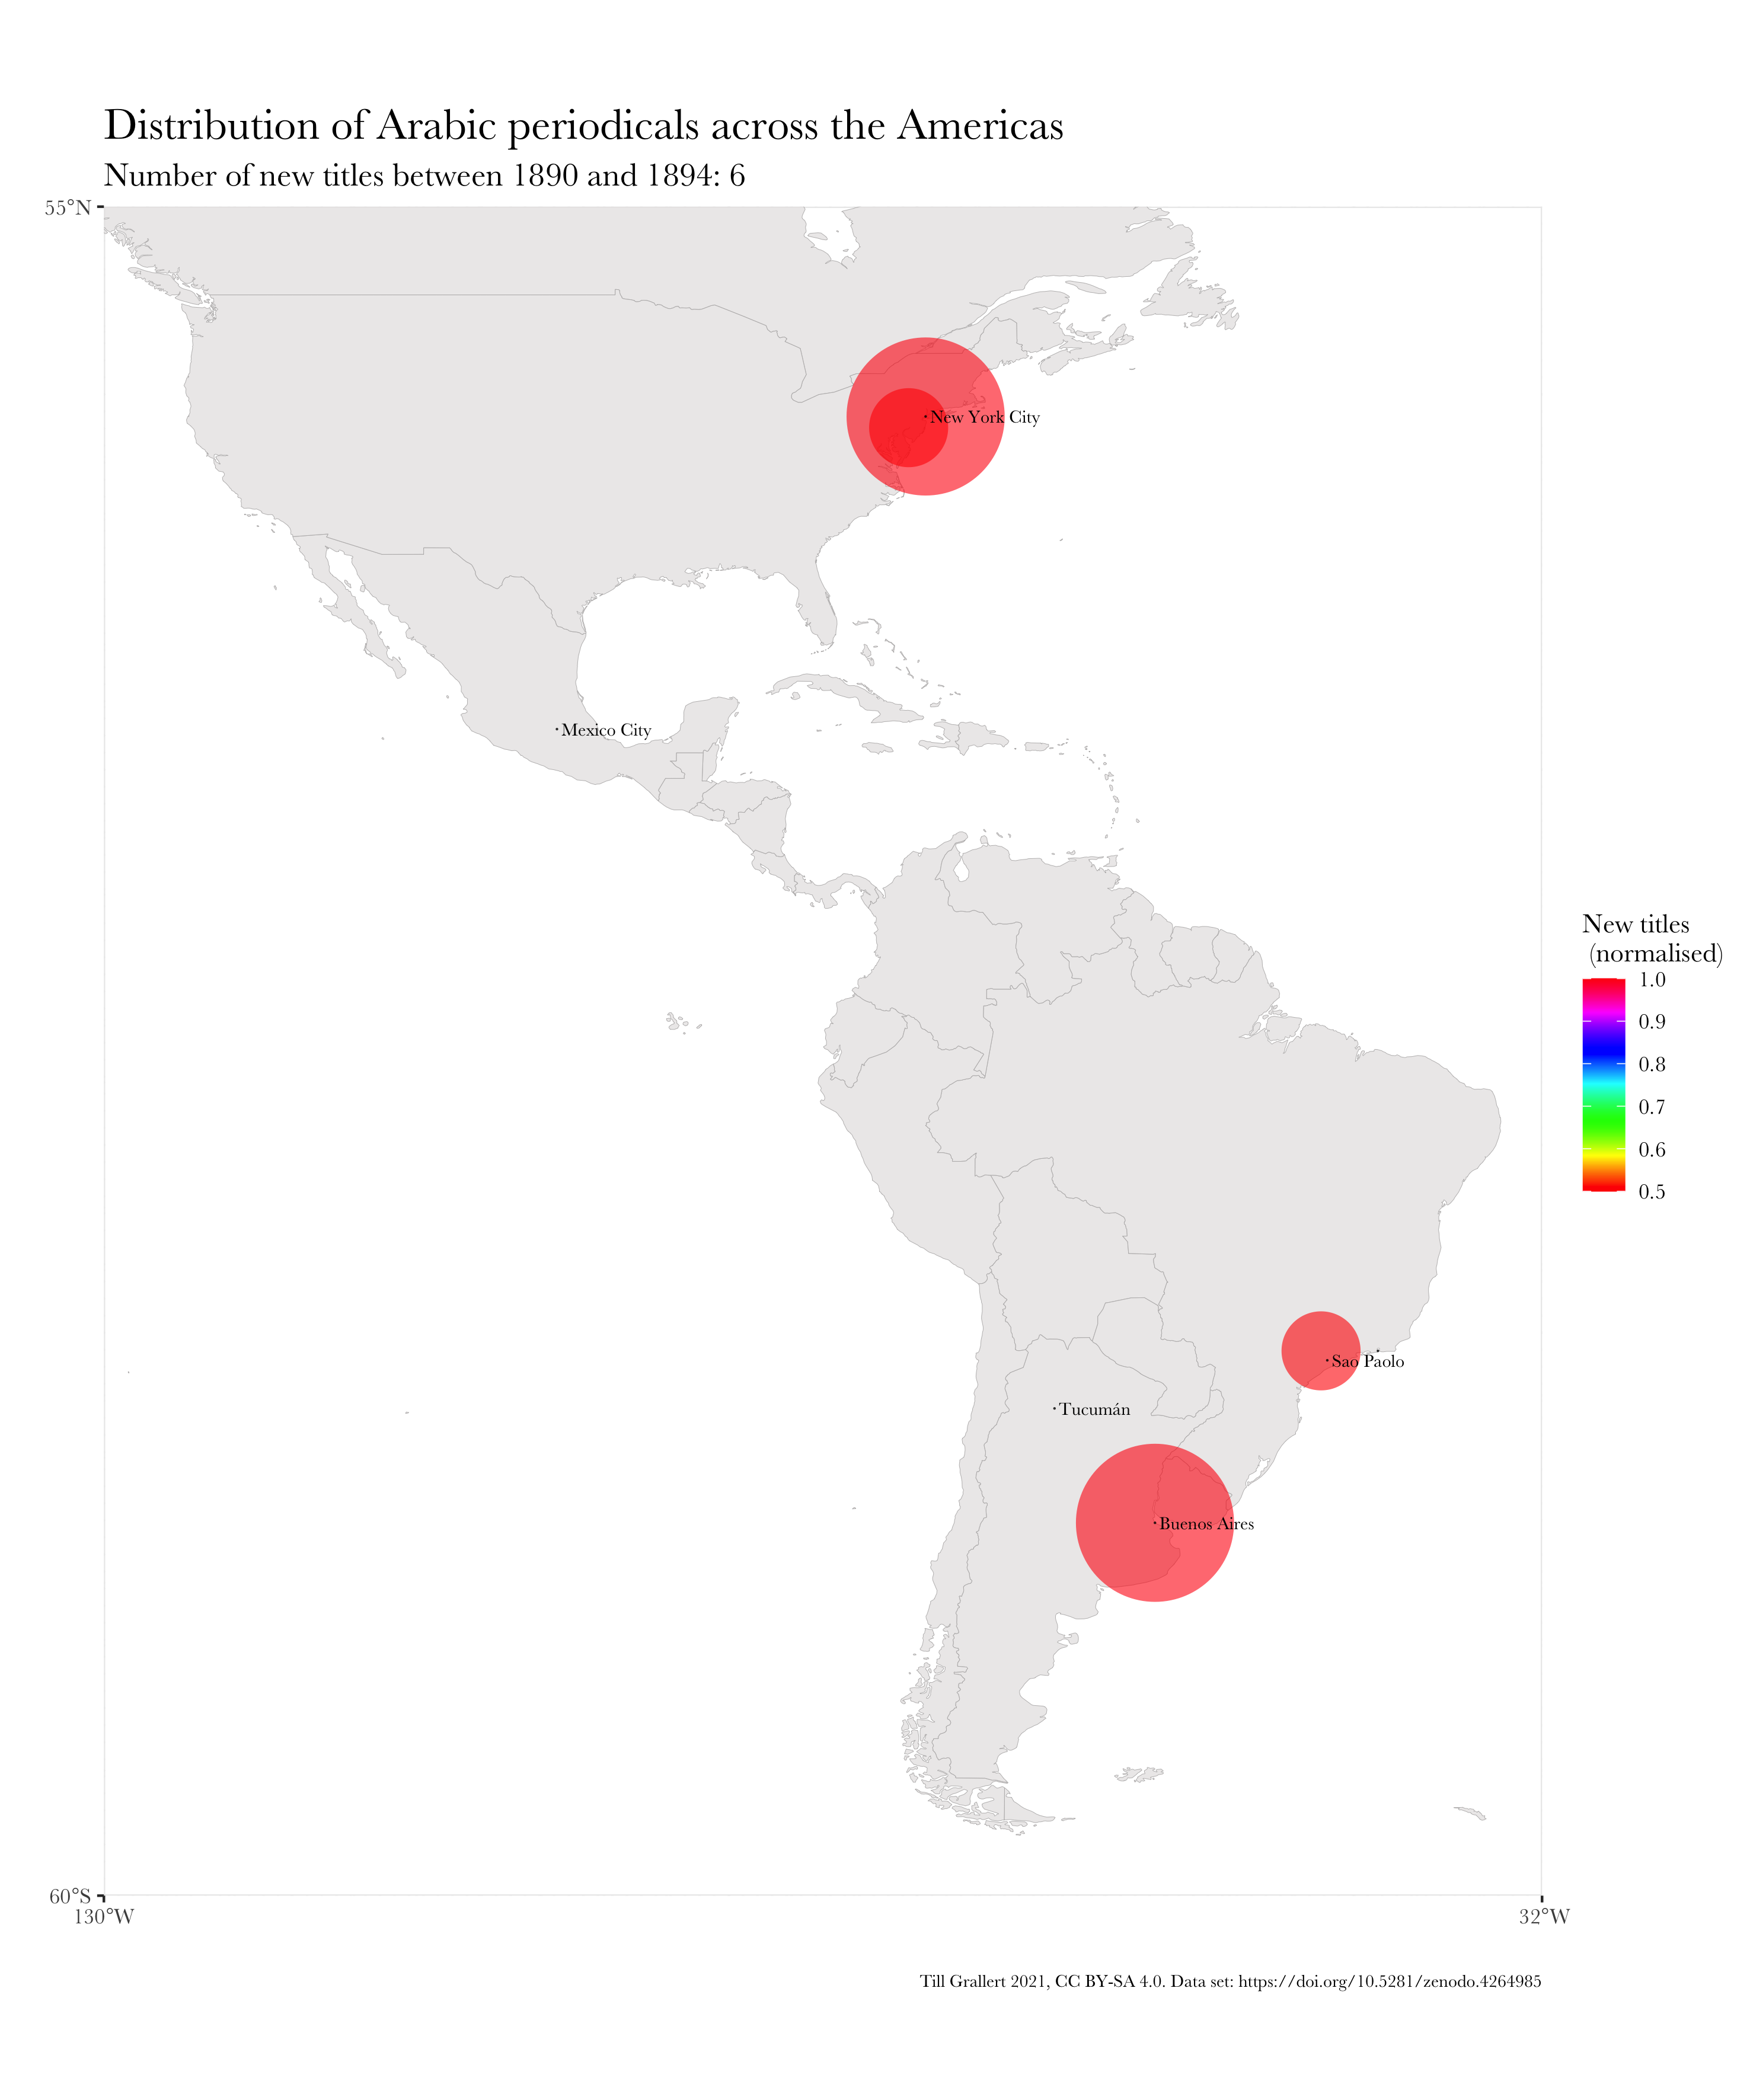 Distribution of Arabic periodicals across the Americas
Number of new titles between 1890 and 1894: 6
55°N
New York City
Mexico City
New titles
(normalised)
1.0
0.9
0.8
0.7
0.6
0.5
Sao Paolo
Tucumán
Buenos Aires
60°S
130°W
32°W
Till Grallert 2021, CC BY-SA 4.0. Data set: https://doi.org/10.5281/zenodo.4264985